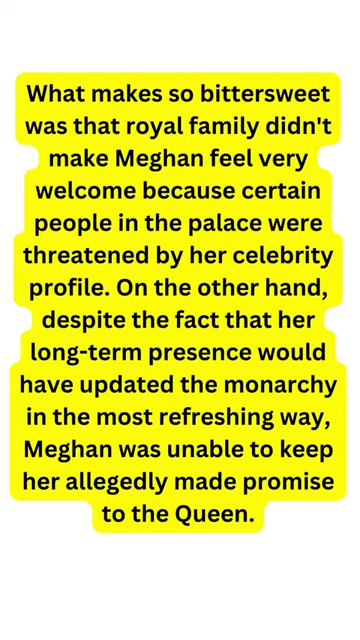 What makes so bittersweet
was that royal family didn't
make Meghan feel very
welcome because certain
people in the palace were
threatened by her celebrity
profile. On the other hand,
despite the fact that her
long-term presence would
have updated the monarchy
in the most refreshing way,
Meghan was unable to keep
her allegedly made promise
to the Queen.